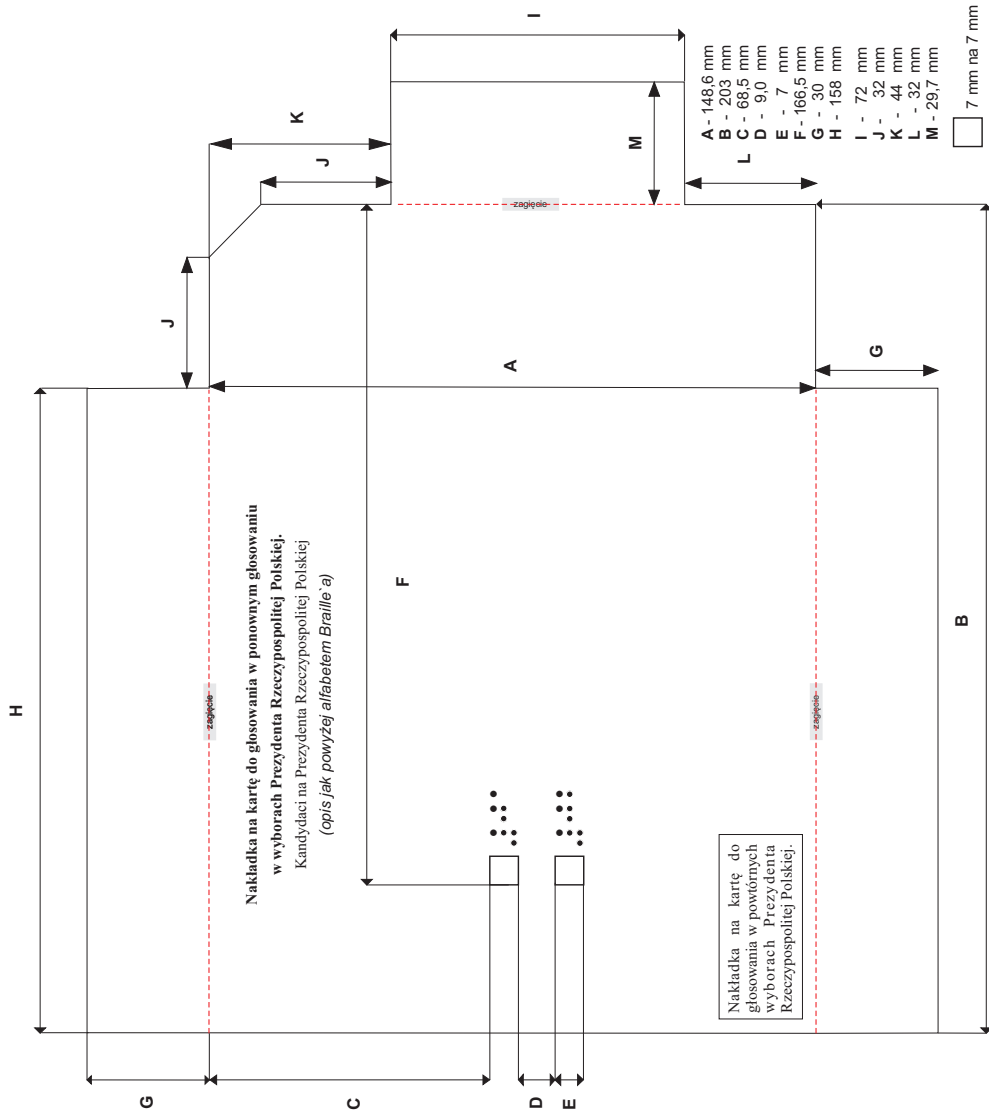 H
G
J
zagięcie
Nakładka na kartę do głosowania w ponownym głosowaniu
w wyborach Prezydenta Rzeczypospolitej Polskiej.
Kandydaci na Prezydenta Rzeczypospolitej Polskiej
(opis jak powyżej alfabetem Braille`a)
K
J
C
F
A
zagięcie
I
D
E
M
L
Nakładka na kartę do
głosowania w powtórnych
wyborach Prezydenta
Rzeczypospolitej Polskiej.
zagięcie
G
B
A - 148,6 mm
B - 203 mm
C - 68,5 mm
D - 9,0 mm
E - 7 mm
F - 166,5 mm
G - 30 mm
H - 158 mm
I - 72 mm
J - 32 mm
K - 44 mm
L - 32 mm
M - 29,7 mm
7 mm na 7 mm